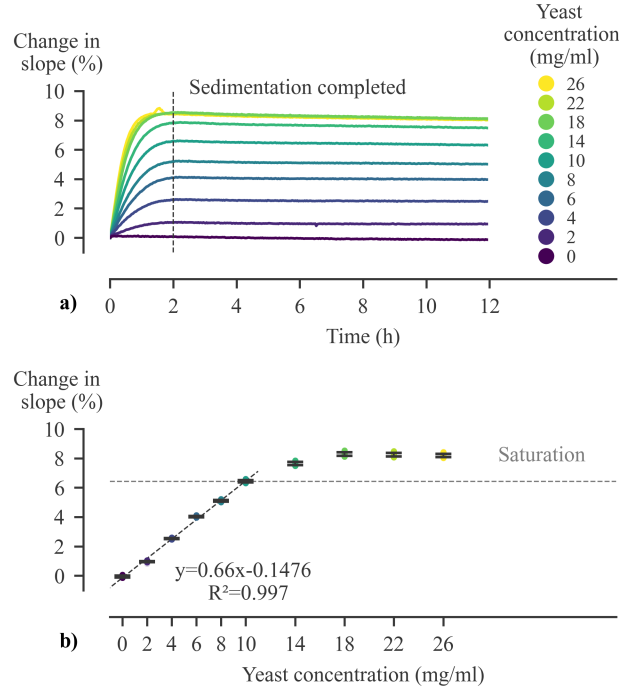 Yeast
concentration
(mg/ml)
Change in
slope (%)
Sedimentation completed
10
8
6
4
2
0
26
22
18
14
10
8
6
4
2
0
0 2 4 6 8 10 12
a)
Time (h)
Change in
slope (%)
10
8
6
4
2
0
Saturation
y=0.66x-0.1476
R²=0.997
0 2 4 6 8 10 14 18 22 26
b)
Yeast concentration (mg/ml)